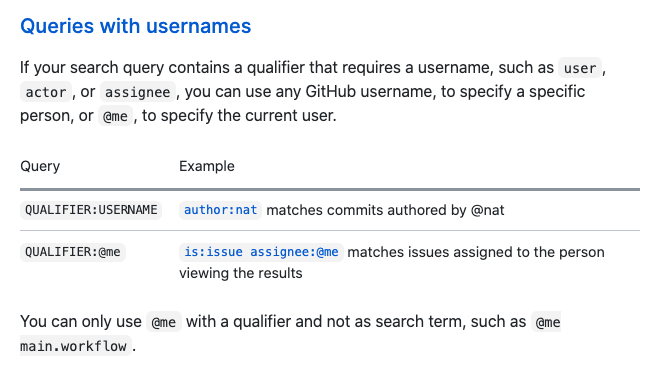 Queries with usernames
If your search query contains a qualifier that requires a username, such as user,
actor, or assignee, you can use any GitHub username, to specify a specific
person, or @me, to specify the current user.
Query Example
QUALIFIER:USERNAME author:nat matches commits authored by @nat
QUALIFIER:@me is:issue assignee:@me matches issues assigned to the person
viewing the results
You can only use @me with a qualifier and not as search term, such as @me
main.workflow.